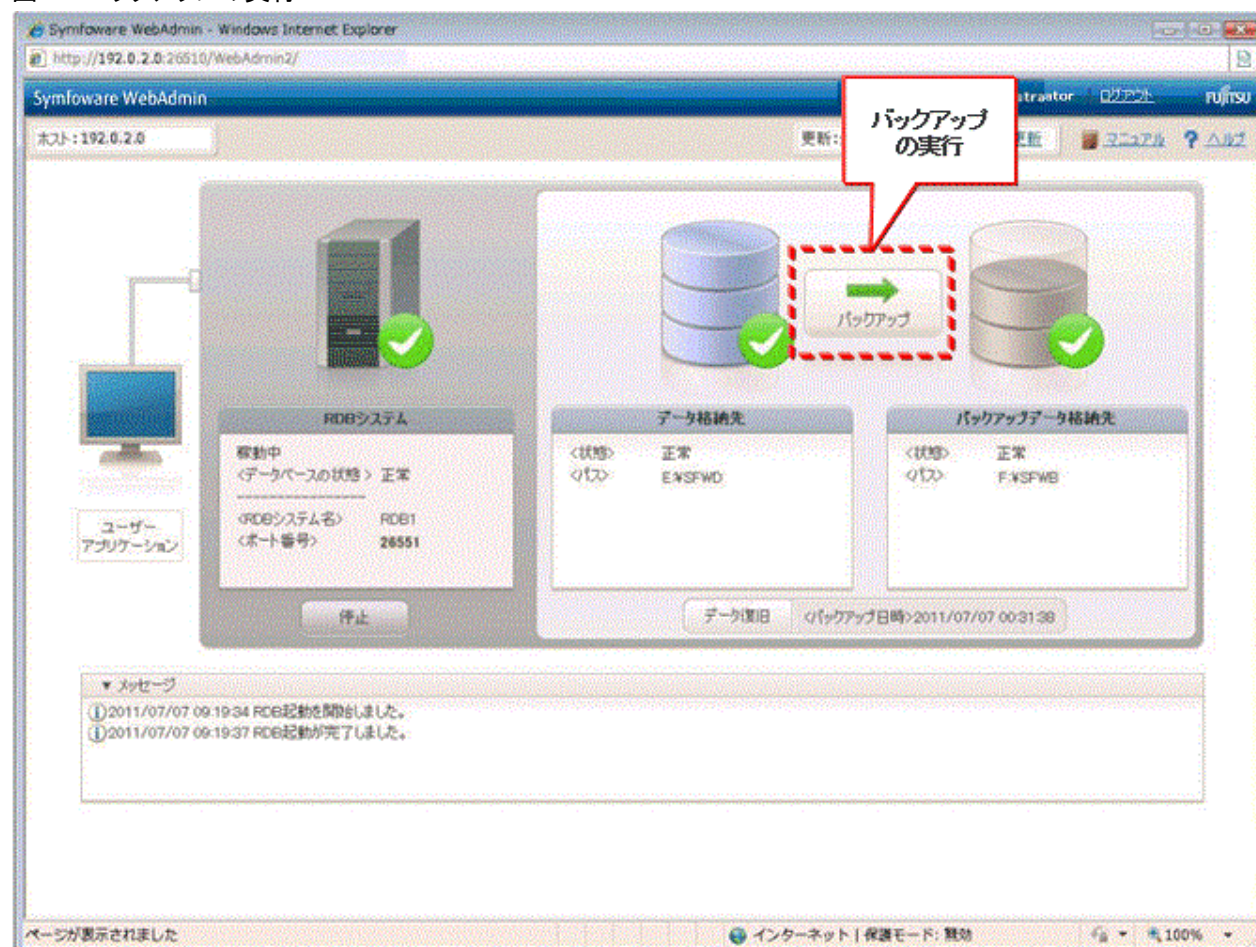 Symfoware WebAdmin - Windows Internet Explorer
http://192.0.2.0:26510/WebAdmin2/
Symfoware WebAdmin
strator ログアウト FUJITSU
ホスト: 192.0.2.0
更新:
更新 マニュアル ? ヘルプ
バックアップ
の実行
バックアップ
RDBシステム
稼動中
<データベースの状態> 正常
<RDBシステム名> RDB1
<ポート番号> 26551
停止
データ格納先
<状態> 正常
<パス> E:¥SFWD
バックアップデータ格納先
<状態> 正常
<パス> F:¥SFWB
データ復旧 <バックアップ日時>2011/07/07 00:31:38
ユーザー
アプリケーション
▼ メッセージ
2011/07/07 09:19:34 RDB起動を開始しました。
2011/07/07 09:19:37 RDB起動が完了しました。
ページが表示されました
インターネット | 保護モード: 無効
100%